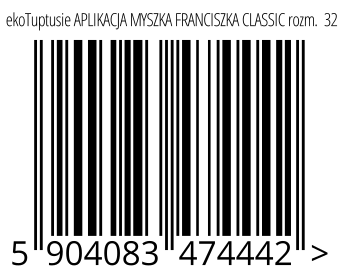 ekoTuptusie APLIKACJA MYSZKA FRANCISZKA CLASSIC rozm. 32
5 904083 474442 >